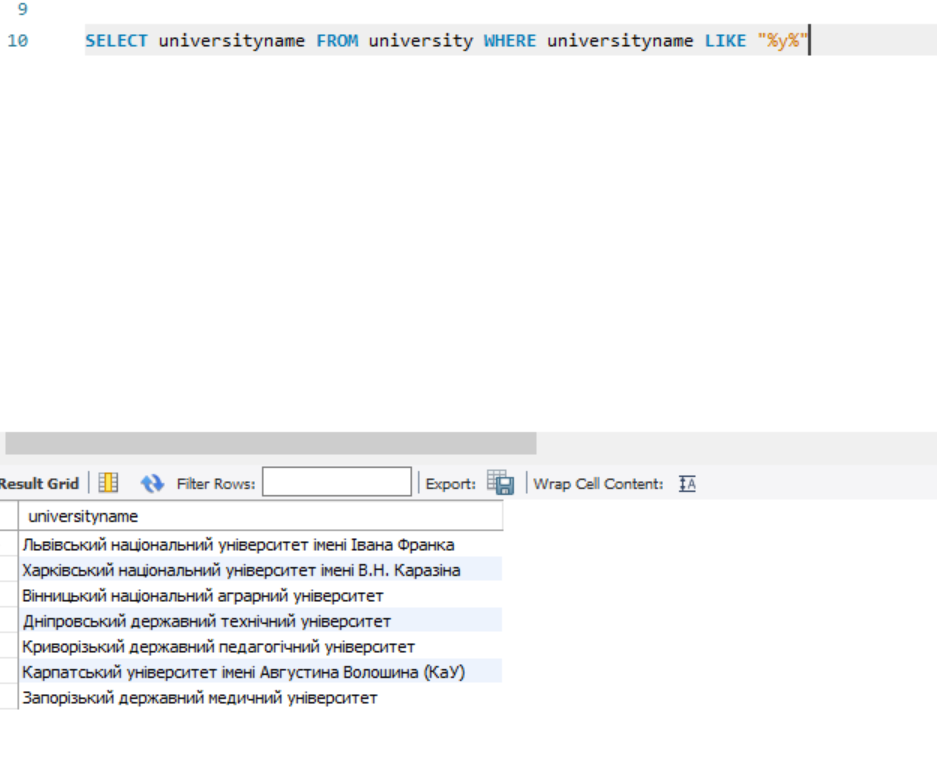 9
10 SELECT universityname FROM university WHERE universityname LIKE "%у%"
Result Grid Filter Rows: Export: Wrap Cell Content: IA
universityname
Львівський національний університет імені Івана Франка
Харківський національний університет імені В.Н. Каразіна
Вінницький національний аграрний університет
Дніпровський державний технічний університет
Криворізький державний педагогічний університет
Карпатський університет імені Августина Волошина (КаУ)
Запорізький державний медичний університет